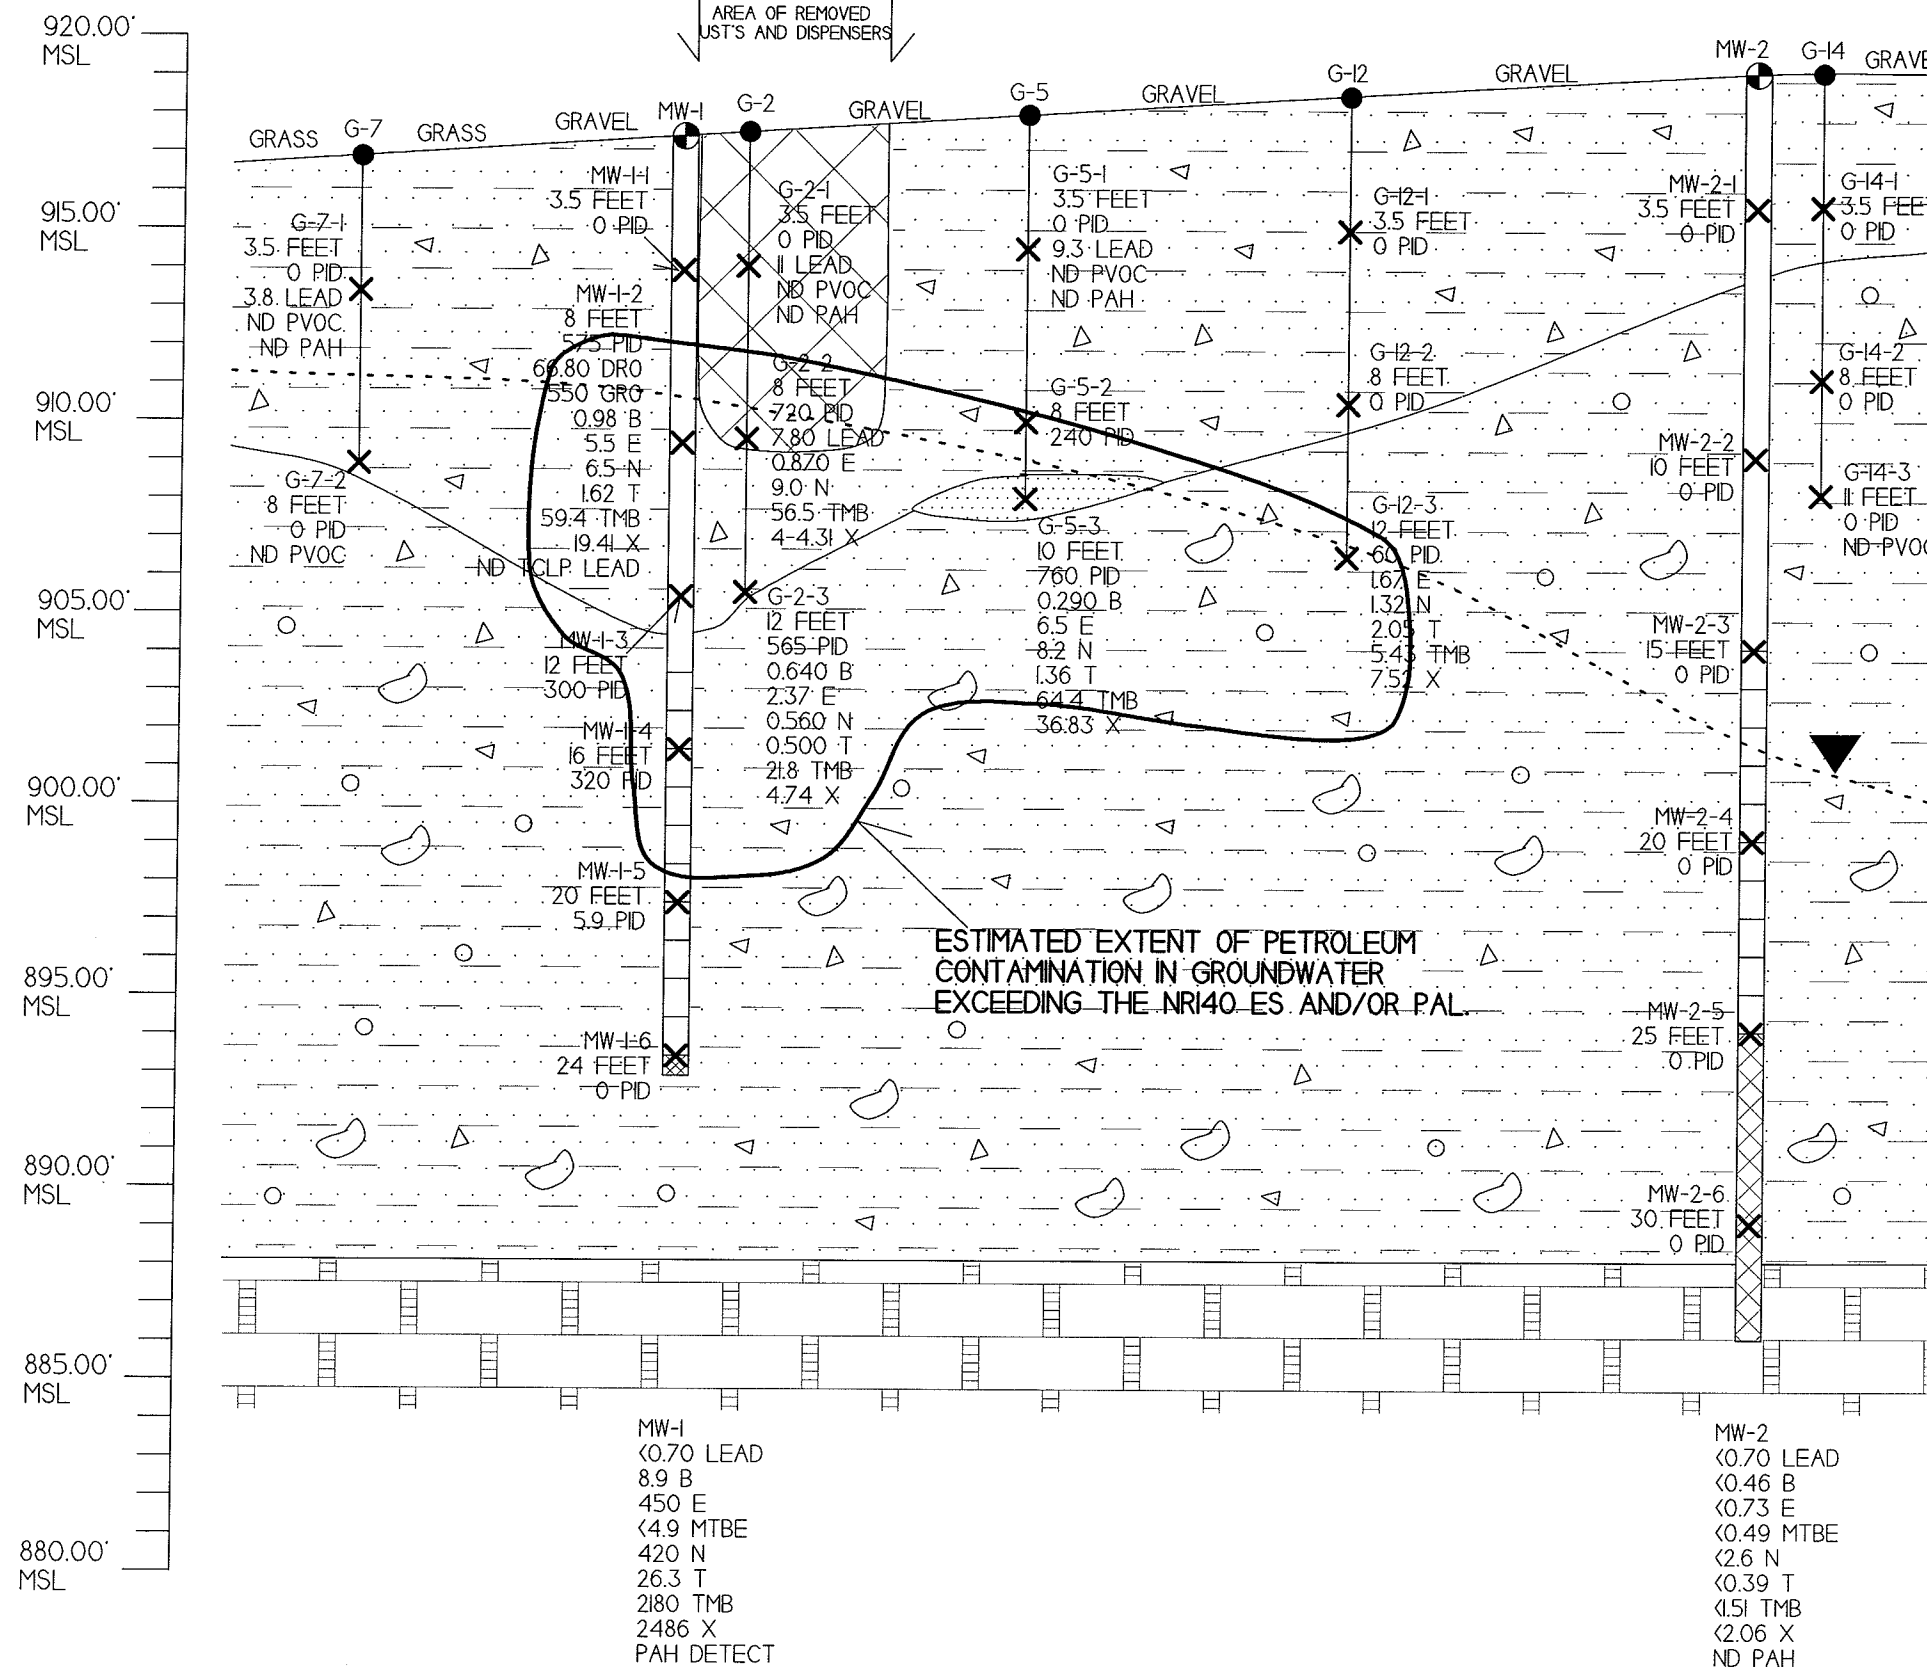 920.00'
MSL
915.00'
MSL
910.00'
MSL
905.00'
MSL
900.00'
MSL
895.00'
MSL
890.00'
MSL
885.00'
MSL
880.00'
MSL
AREA OF REMOVED
UST'S AND DISPENSERS
GRASS
G-7
GRASS
GRAVEL
MW-1
G-2
GRAVEL
G-5
GRAVEL
G-12
GRAVEL
MW-2
G-14
G-7-1
3.5 FEET
0 PID
3.8 LEAD
ND PVOC
ND PAH
G-7-2
8 FEET
0 PID
ND PVOC
MW-1-1
3.5 FEET
0 PID
MW-1-2
8 FEET
575 PID
66.80 DRO
550 GRO
0.98 B
5.5 E
6.5 N
1.62 T
59.4 TMB
19.41 X
ND TCLP LEAD
MW-1-3
12 FEET
300 PID
MW-1-4
16 FEET
320 PID
MW-1-5
20 FEET
5.9 PID
MW-1-6
24 FEET
0 PID
G-2-1
3.5 FEET
0 PID
11 LEAD
ND PVOC
ND PAH
G-2-2
8 FEET
720 PID
7.80 LEAD
0.870 E
9.0 N
56.5 TMB
4-4.31 X
G-2-3
12 FEET
565 PID
0.640 B
2.37 E
0.560 N
0.500 T
21.8 TMB
4.74 X
G-5-1
3.5 FEET
0 PID
9.3 LEAD
ND PVOC
ND PAH
G-5-2
8 FEET
240 PID
G-5-3
10 FEET
760 PID
0.290 B
6.5 E
8.2 N
1.36 T
64.4 TMB
36.83 X
G-12-1
3.5 FEET
0 PID
G-12-2
8 FEET
0 PID
G-12-3
12 FEET
60 PID
1.67 E
1.32 N
2.05 T
5.43 TMB
7.52 X
MW-2-1
3.5 FEET
0 PID
MW-2-2
10 FEET
0 PID
MW-2-3
15 FEET
0 PID
MW-2-4
20 FEET
0 PID
MW-2-5
25 FEET
0 PID
MW-2-6
30 FEET
0 PID
G-14-1
3.5 FEET
0 PID
G-14-2
8 FEET
0 PID
G-14-3
11 FEET
0 PID
ND PVOC
ESTIMATED EXTENT OF PETROLEUM
CONTAMINATION IN GROUNDWATER
EXCEEDING THE NR140 ES AND/OR PAL.
MW-1
<0.70 LEAD
8.9 B
450 E
<4.9 MTBE
420 N
26.3 T
2180 TMB
2486 X
PAH DETECT
MW-2
<0.70 LEAD
<0.46 B
<0.73 E
<0.49 MTBE
<2.6 N
<0.39 T
<1.51 TMB
<2.06 X
ND PAH